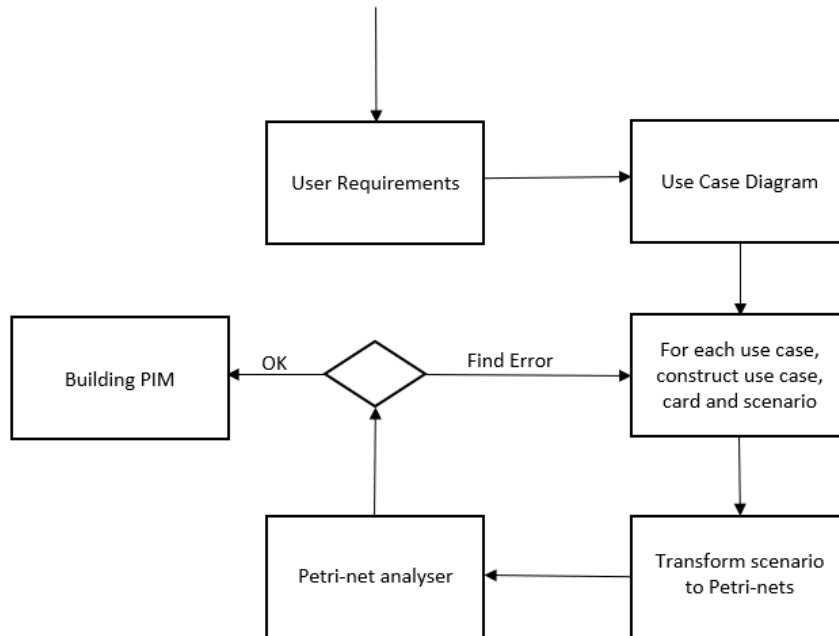 User Requirements
Use Case Diagram
Building PIM
OK
Find Error
For each use case,
construct use case,
card and scenario
Petri-net analyser
Transform scenario
to Petri-nets